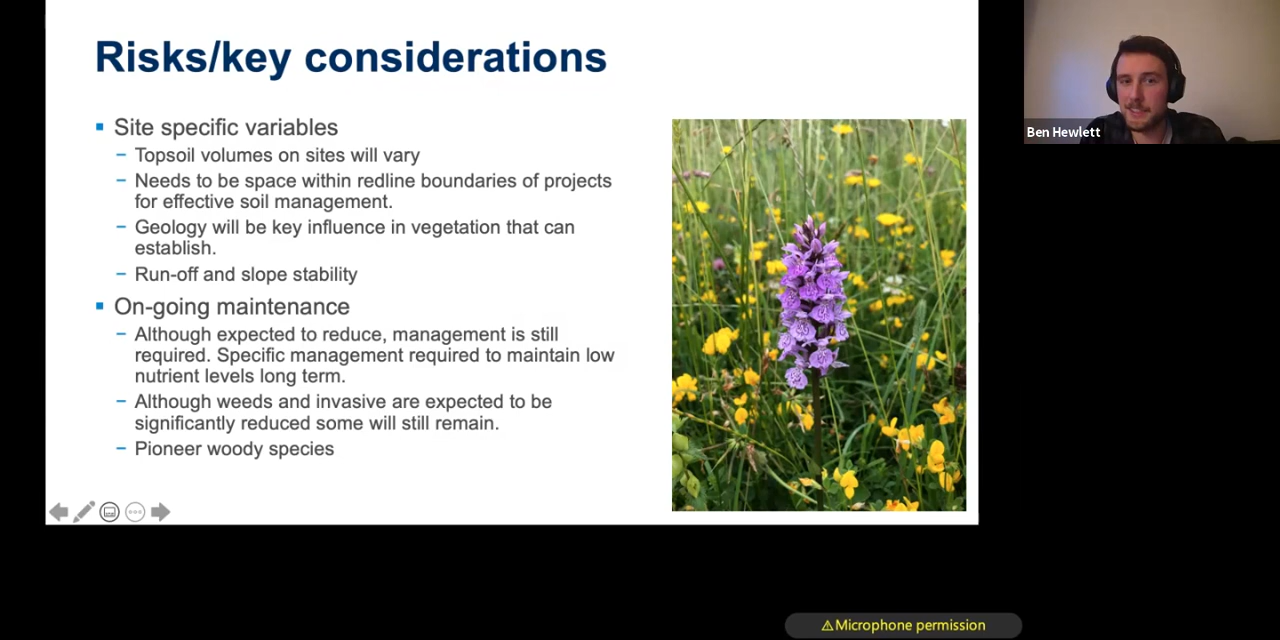 Risks/key considerations
Site specific variables
Topsoil volumes on sites will vary
Needs to be space within redline boundaries of projects
for effective soil management.
Geology will be key influence in vegetation that can
establish.
Run-off and slope stability
On-going maintenance
Although expected to reduce, management is still
required. Specific management required to maintain low
nutrient levels long term.
Although weeds and invasive are expected to be
significantly reduced some will still remain.
Pioneer woody species
Ben Hewlett
Microphone permission